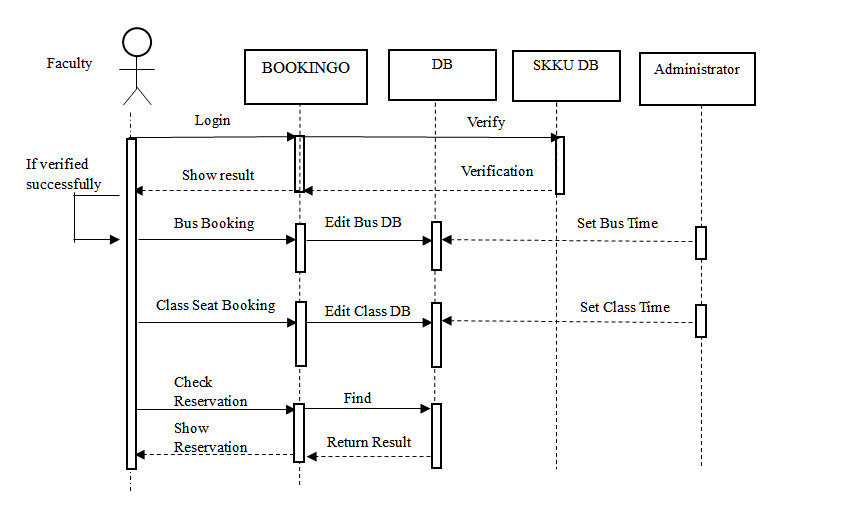 Faculty
BOOKINGO
DB
SKKU DB
Administrator
Login
Verify
If verified
successfully
Show result
Verification
Bus Booking
Edit Bus DB
Set Bus Time
Class Seat Booking
Edit Class DB
Set Class Time
Check
Reservation
Find
Show
Reservation
Return Result